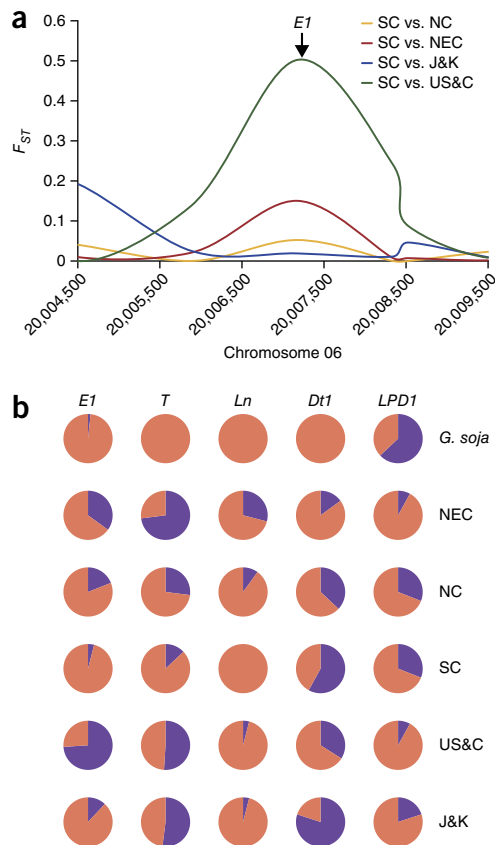 a
E1
SC vs. NC
SC vs. NEC
SC vs. J&K
SC vs. US&C
0.6
0.5
0.4
0.3
0.2
0.1
0
FST
20,004,500
20,005,500
20,006,500
20,007,500
20,008,500
20,009,500
Chromosome 06
b
E1 T Ln Dt1 LPD1
G. soja
NEC
NC
SC
US&C
J&K